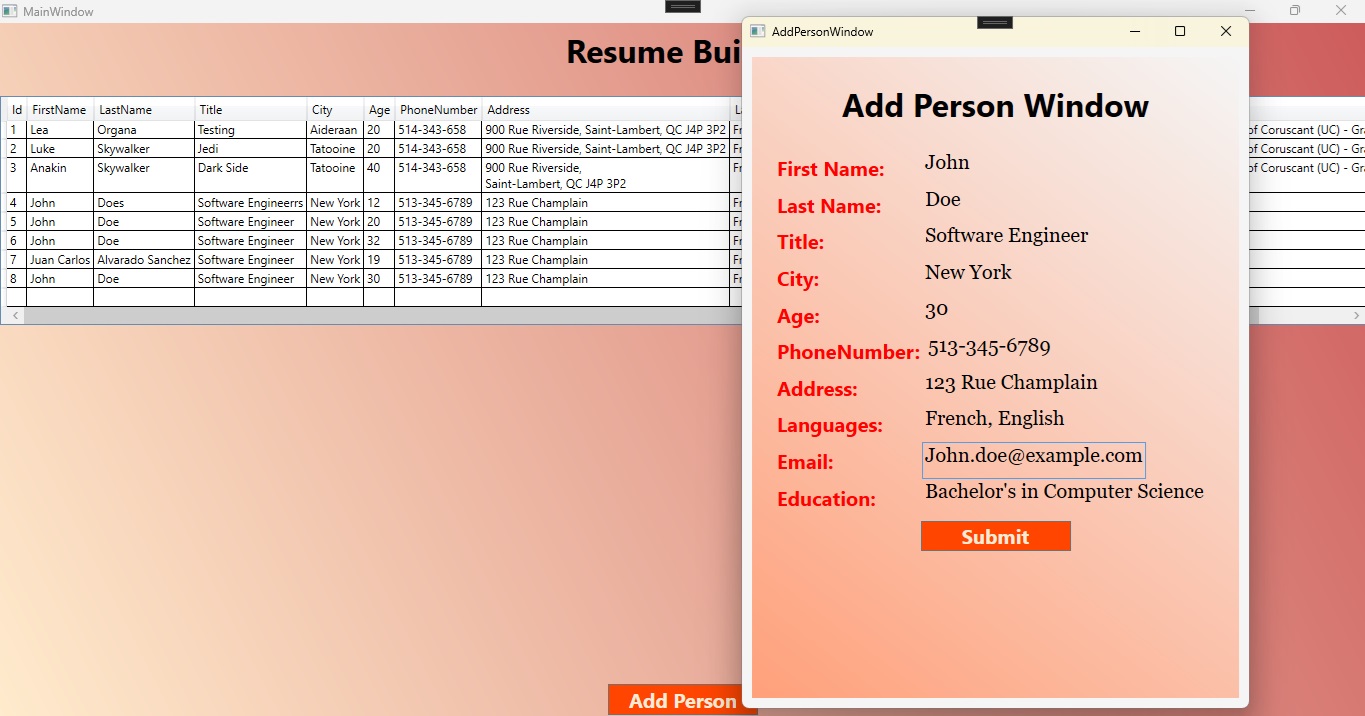 MainWindow
Resume Bui
Id FirstName LastName Title City Age PhoneNumber Address
1 Lea Organa Testing Aideraan 20 514-343-658 900 Rue Riverside, Saint-Lambert, QC J4P 3P2 Fr of Coruscant (UC) - Gra
2 Luke Skywalker Jedi Tatooine 20 514-343-658 900 Rue Riverside, Saint-Lambert, QC J4P 3P2 Fr of Coruscant (UC) - Gra
3 Anakin Skywalker Dark Side Tatooine 40 514-343-658 900 Rue Riverside, Fr of Coruscant (UC) - Gra
Saint-Lambert, QC J4P 3P2
4 John Does Software Engineerrs New York 12 513-345-6789 123 Rue Champlain Fr
5 John Doe Software Engineer New York 20 513-345-6789 123 Rue Champlain Fr
6 John Doe Software Engineer New York 32 513-345-6789 123 Rue Champlain Fr
7 Juan Carlos Alvarado Sanchez Software Engineer New York 19 513-345-6789 123 Rue Champlain Fr
8 John Doe Software Engineer New York 30 513-345-6789 123 Rue Champlain Fr
Add Person
AddPersonWindow
Add Person Window
First Name: John
Last Name: Doe
Title: Software Engineer
City: New York
Age: 30
PhoneNumber: 513-345-6789
Address: 123 Rue Champlain
Languages: French, English
Email: John.doe@example.com
Education: Bachelor's in Computer Science
Submit